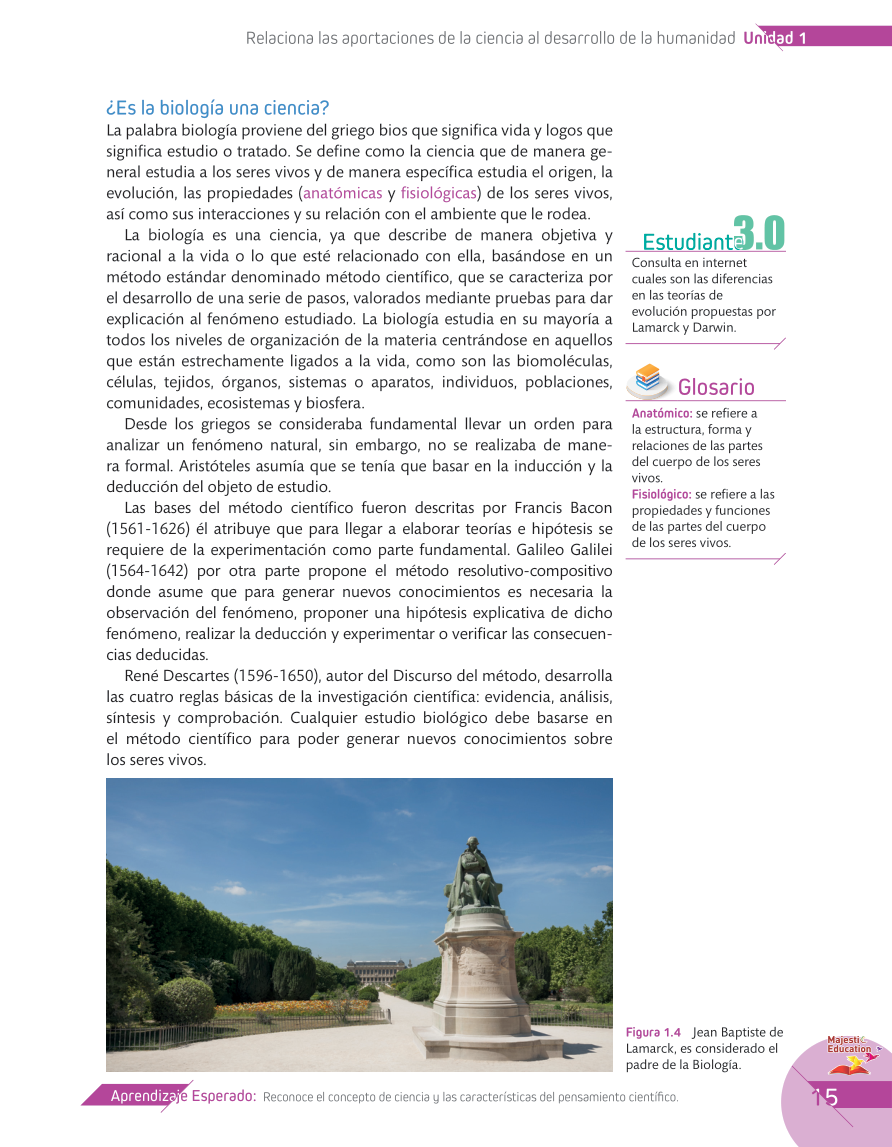 Relaciona las aportaciones de la ciencia al desarrollo de la humanidad Unidad 1
¿Es la biología una ciencia?
La palabra biología proviene del griego bios que significa vida y logos que
significa estudio o tratado. Se define como la ciencia que de manera ge-
neral estudia a los seres vivos y de manera específica estudia el origen, la
evolución, las propiedades (anatómicas y fisiológicas) de los seres vivos,
así como sus interacciones y su relación con el ambiente que le rodea.
La biología es una ciencia, ya que describe de manera objetiva y
racional a la vida o lo que esté relacionado con ella, basándose en un
método estándar denominado método científico, que se caracteriza por
el desarrollo de una serie de pasos, valorados mediante pruebas para dar
explicación al fenómeno estudiado. La biología estudia en su mayoría a
todos los niveles de organización de la materia centrándose en aquellos
que están estrechamente ligados a la vida, como son las biomoléculas,
células, tejidos, órganos, sistemas o aparatos, individuos, poblaciones,
comunidades, ecosistemas y biosfera.
Desde los griegos se consideraba fundamental llevar un orden para
analizar un fenómeno natural, sin embargo, no se realizaba de mane-
ra formal. Aristóteles asumía que se tenía que basar en la inducción y la
deducción del objeto de estudio.
Las bases del método científico fueron descritas por Francis Bacon
(1561-1626) él atribuye que para llegar a elaborar teorías e hipótesis se
requiere de la experimentación como parte fundamental. Galileo Galilei
(1564-1642) por otra parte propone el método resolutivo-compositivo
donde asume que para generar nuevos conocimientos es necesaria la
observación del fenómeno, proponer una hipótesis explicativa de dicho
fenómeno, realizar la deducción y experimentar o verificar las consecuen-
cias deducidas.
René Descartes (1596-1650), autor del Discurso del método, desarrolla
las cuatro reglas básicas de la investigación científica: evidencia, análisis,
síntesis y comprobación. Cualquier estudio biológico debe basarse en
el método científico para poder generar nuevos conocimientos sobre
los seres vivos.
Estudiante 3.0
Consulta en internet
cuales son las diferencias
en las teorías de
evolución propuestas por
Lamarck y Darwin.
Glosario
Anatómico: se refiere a
la estructura, forma y
relaciones de las partes
del cuerpo de los seres
vivos.
Fisiológico: se refiere a las
propiedades y funciones
de las partes del cuerpo
de los seres vivos.
Figura 1.4 Jean Baptiste de
Lamarck, es considerado el
padre de la Biología.
Majestic
Education
Aprendizaje Esperado: Reconoce el concepto de ciencia y las características del pensamiento científico.
15